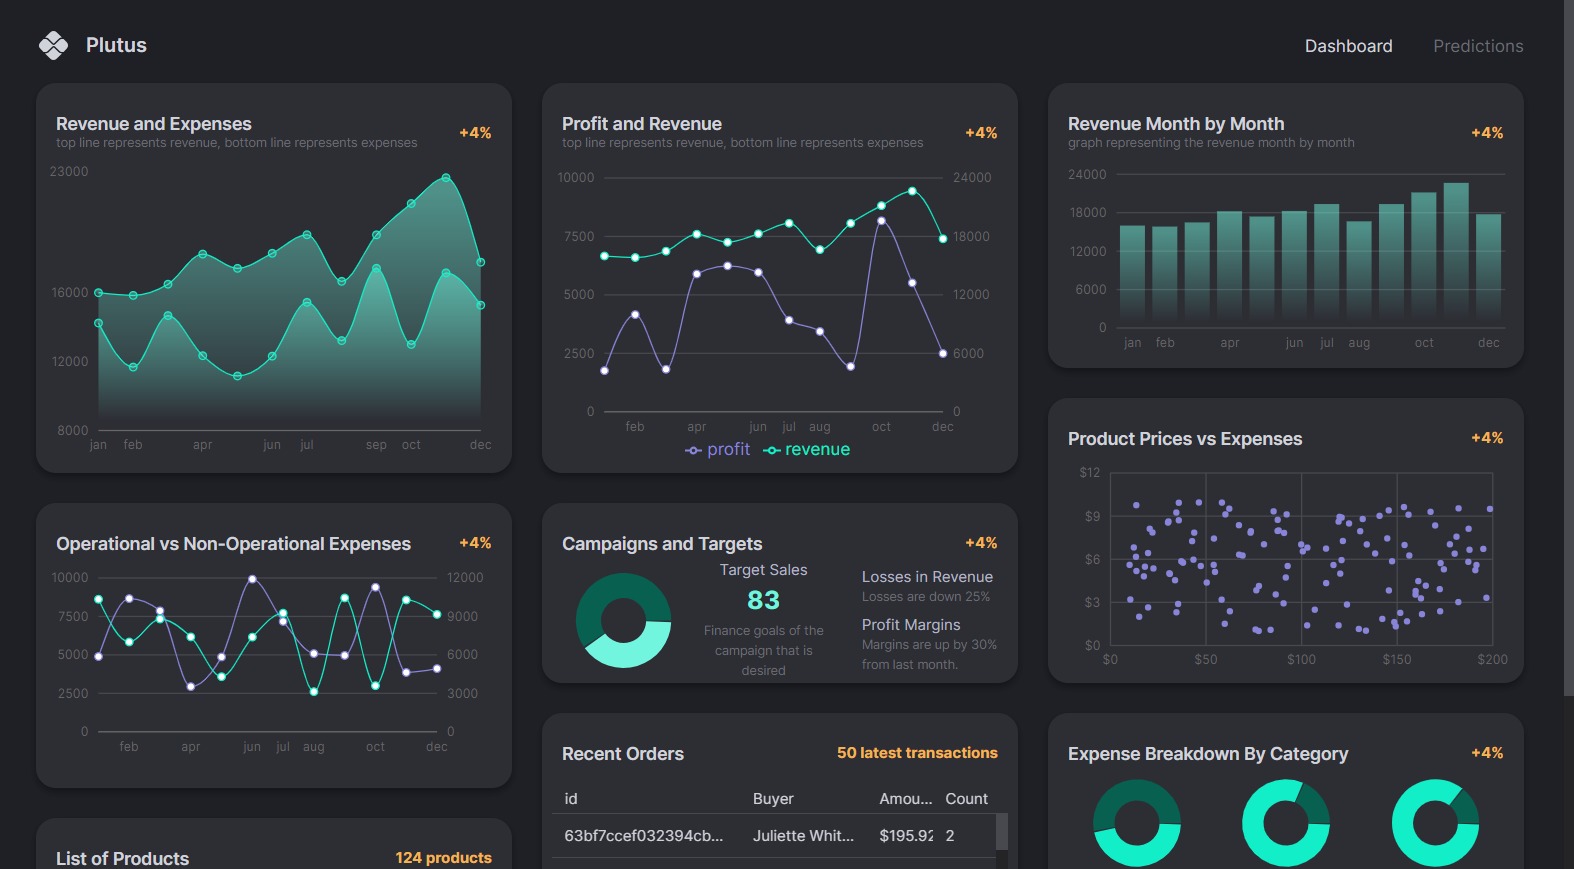 Plutus
Dashboard
Predictions
Revenue and Expenses
+4%
top line represents revenue, bottom line represents expenses
23000
16000
12000
8000
jan feb apr jun jul sep oct dec
Profit and Revenue
+4%
top line represents revenue, bottom line represents expenses
10000 24000
7500 18000
5000 12000
2500 6000
0 0
feb apr jun jul aug oct dec
profit revenue
Revenue Month by Month
+4%
graph representing the revenue month by month
24000
18000
12000
6000
0
jan feb apr jun jul aug oct dec
Operational vs Non-Operational Expenses
+4%
10000 12000
7500 9000
5000 6000
2500 3000
0 0
feb apr jun jul aug oct dec
Campaigns and Targets
+4%
Target Sales
83
Finance goals of the
campaign that is
desired
Losses in Revenue
Losses are down 25%
Profit Margins
Margins are up by 30%
from last month.
Product Prices vs Expenses
+4%
$12
$9
$6
$3
$0
$0 $50 $100 $150 $200
List of Products
124 products
Recent Orders
50 latest transactions
id Buyer Amou... Count
63bf7ccef032394cb... Juliette Whit... $195.92 2
Expense Breakdown By Category
+4%